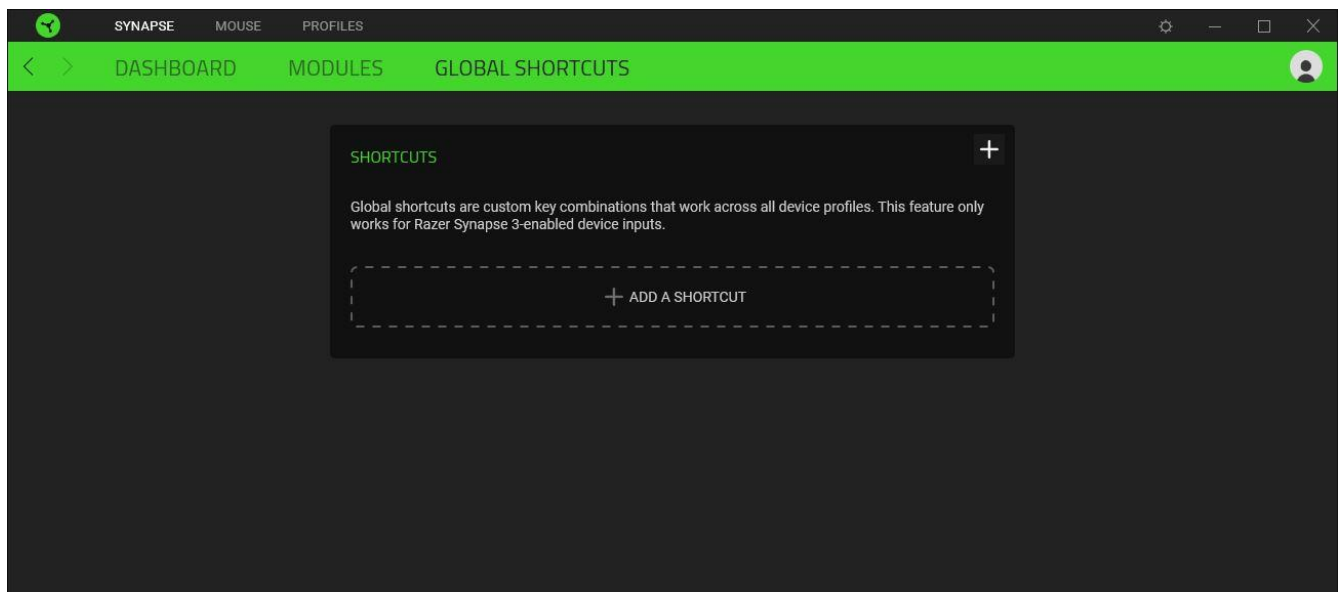 SYNAPSE MOUSE PROFILES
DASHBOARD MODULES GLOBAL SHORTCUTS
SHORTCUTS
Global shortcuts are custom key combinations that work across all device profiles. This feature only
works for Razer Synapse 3-enabled device inputs.
ADD A SHORTCUT